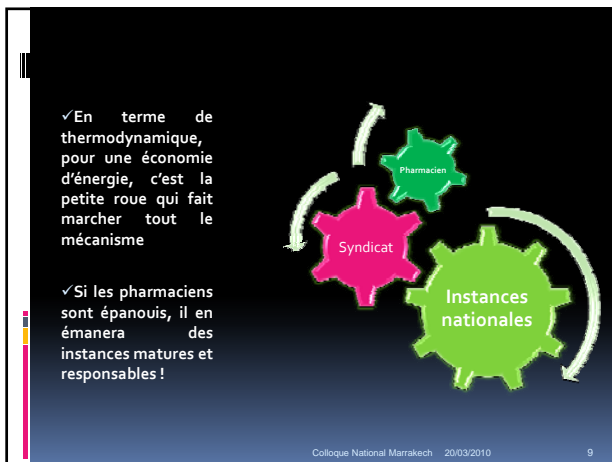 ✓En terme de
thermodynamique,
pour une économie
d'énergie, c'est la
petite roue qui fait
marcher tout le
mécanisme
✓Si les pharmaciens
sont épanouis, il en
émanera des
instances matures et
responsables !
Pharmacien
Syndicat
Instances
nationales
Colloque National Marrakech 20/03/2010 9